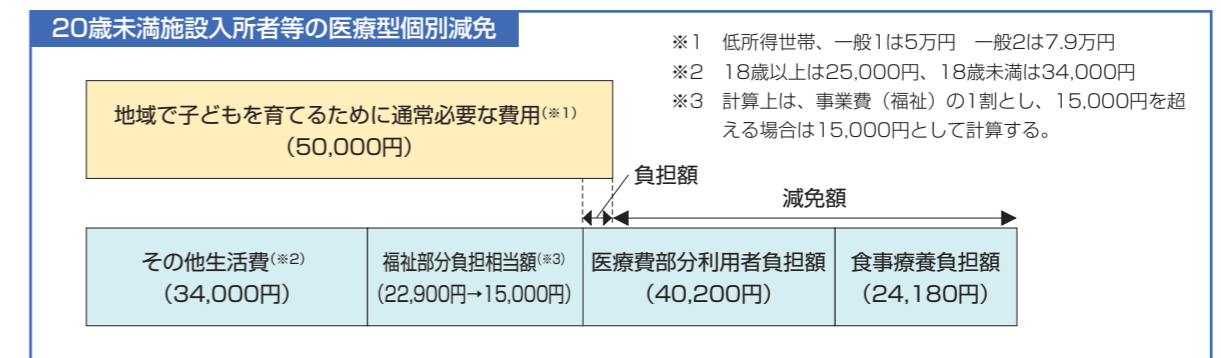 20歳未満施設入所者等の医療型個別減免
※1 低所得世帯、一般1は5万円 一般2は7.9万円
※2 18歳以上は25,000円、18歳未満は34,000円
※3 計算上は、事業費（福祉）の1割とし、15,000円を超
える場合は15,000円として計算する。
地域で子どもを育てるために通常必要な費用(※1)
（50,000円）
負担額
減免額
その他生活費(※2)
（34,000円）
福祉部分負担相当額(※3)
（22,900円→15,000円）
医療費部分利用者負担額
（40,200円）
食事療養負担額
（24,180円）